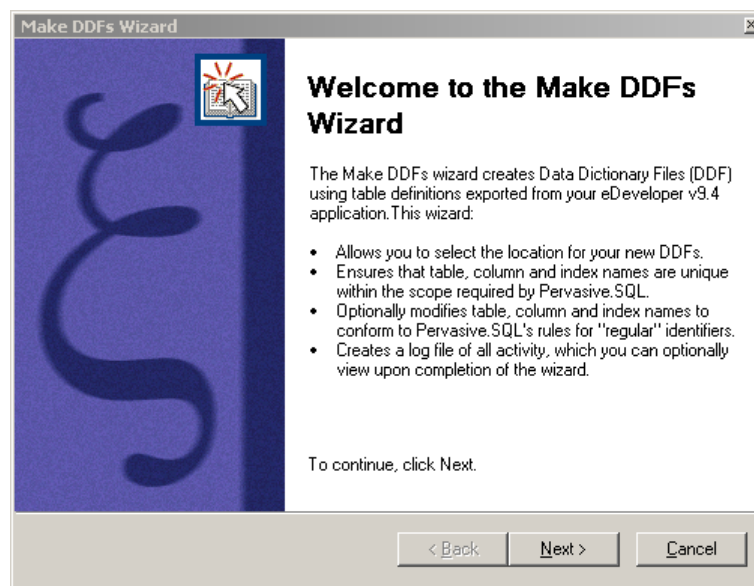 Make DDFs Wizard
Welcome to the Make DDFs
Wizard
The Make DDFs wizard creates Data Dictionary Files (DDF)
using table definitions exported from your eDeveloper v9.4
application.This wizard:
• Allows you to select the location for your new DDFs.
• Ensures that table, column and index names are unique
within the scope required by Pervasive.SQL.
• Optionally modifies table, column and index names to
conform to Pervasive.SQL's rules for "regular" identifiers.
• Creates a log file of all activity, which you can optionally
view upon completion of the wizard.
To continue, click Next.
< Back Next > Cancel